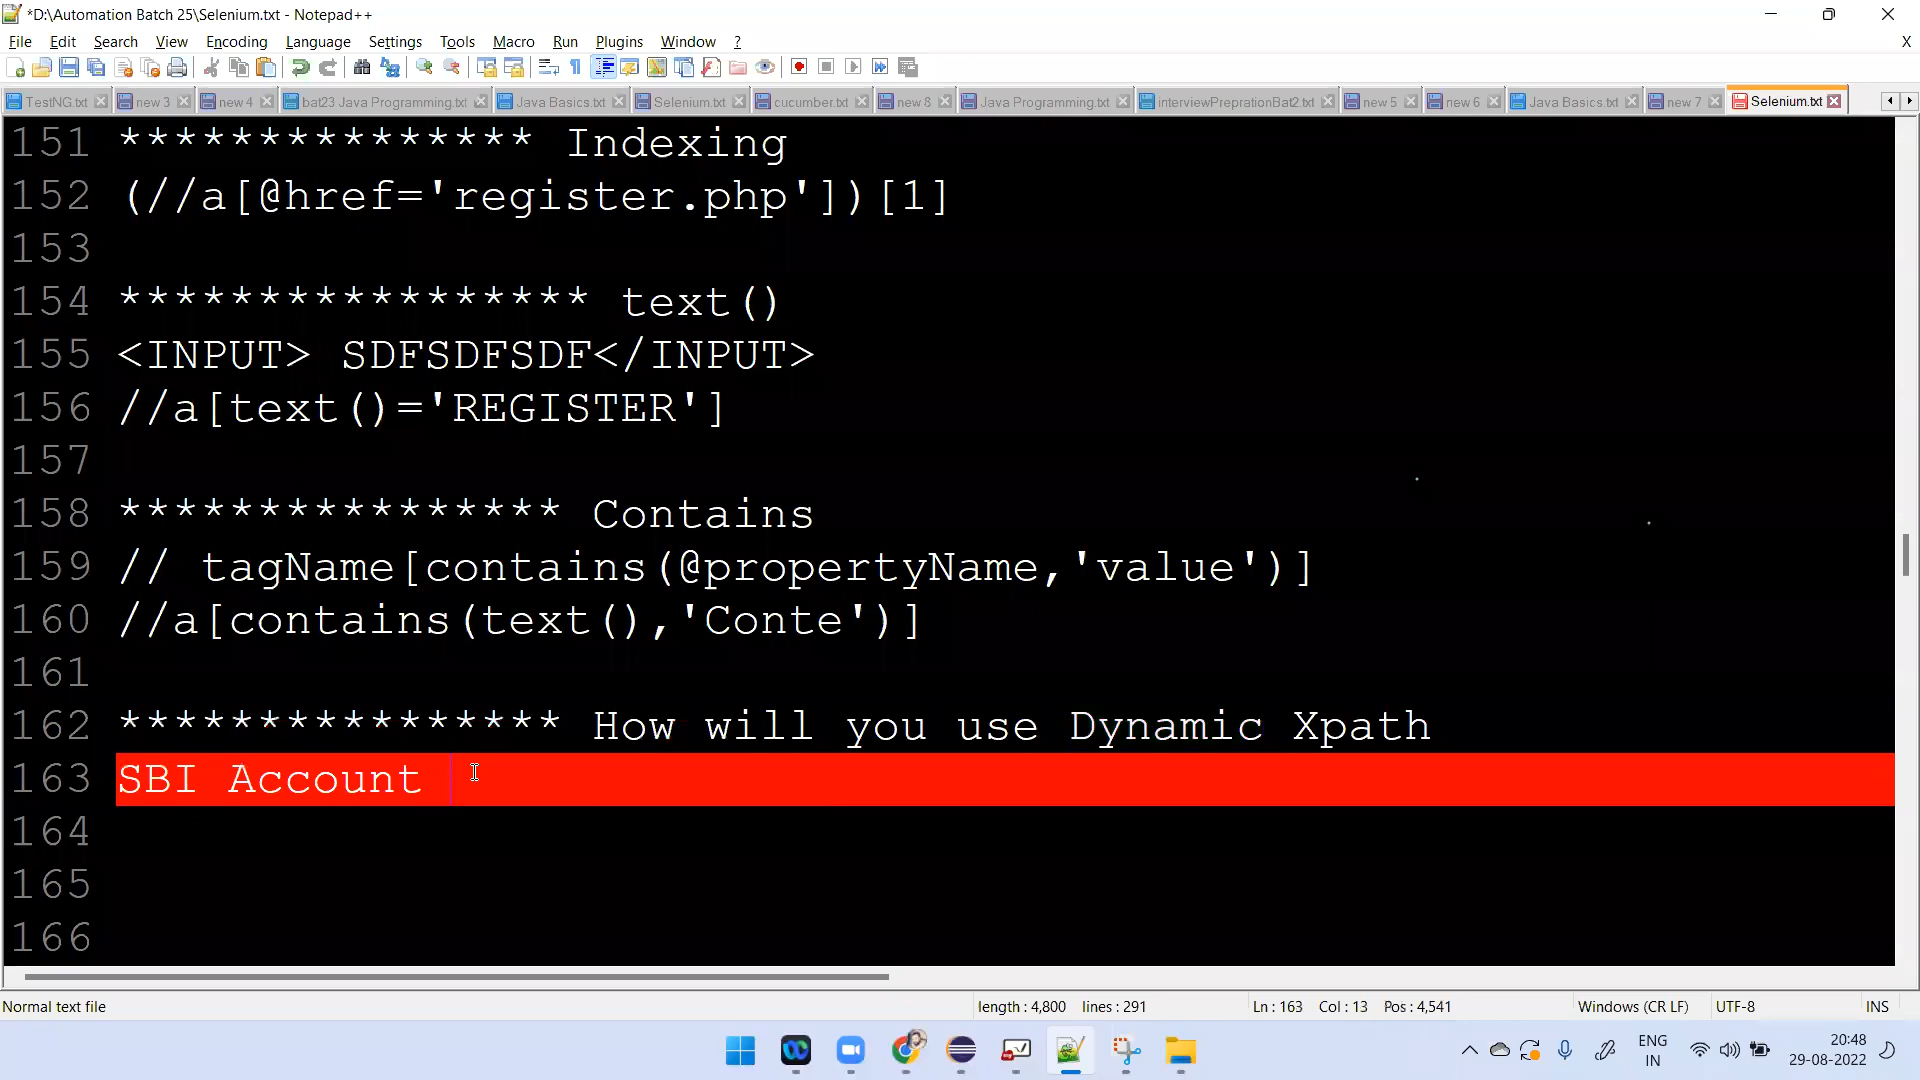 *D:\Automation Batch 25\Selenium.txt - Notepad++
File Edit Search View Encoding Language Settings Tools Macro Run Plugins Window ? X
TestNG.txt new 3 new 4 bat23 Java Programming.txt Java Basics.txt Selenium.txt cucumber.txt new 8 Java Programming.txt interviewPreprationBat2.txt new 5 new 6 Java Basics.txt new 7 Selenium.txt
151 *************** Indexing
152 (//a[@href='register.php'])[1]
153
154 ***************** text()
155 <INPUT> SDFSDFSDF</INPUT>
156 //a[text()='REGISTER']
157
158 **************** Contains
159 // tagName[contains(@propertyName,'value')]
160 //a[contains(text(),'Conte')]
161
162 **************** How will you use Dynamic Xpath
163 SBI Account
164
165
166
Normal text file length : 4,800 lines : 291 Ln : 163 Col : 13 Pos : 4,541 Windows (CR LF) UTF-8 INS
ENG 20:48
IN 29-08-2022